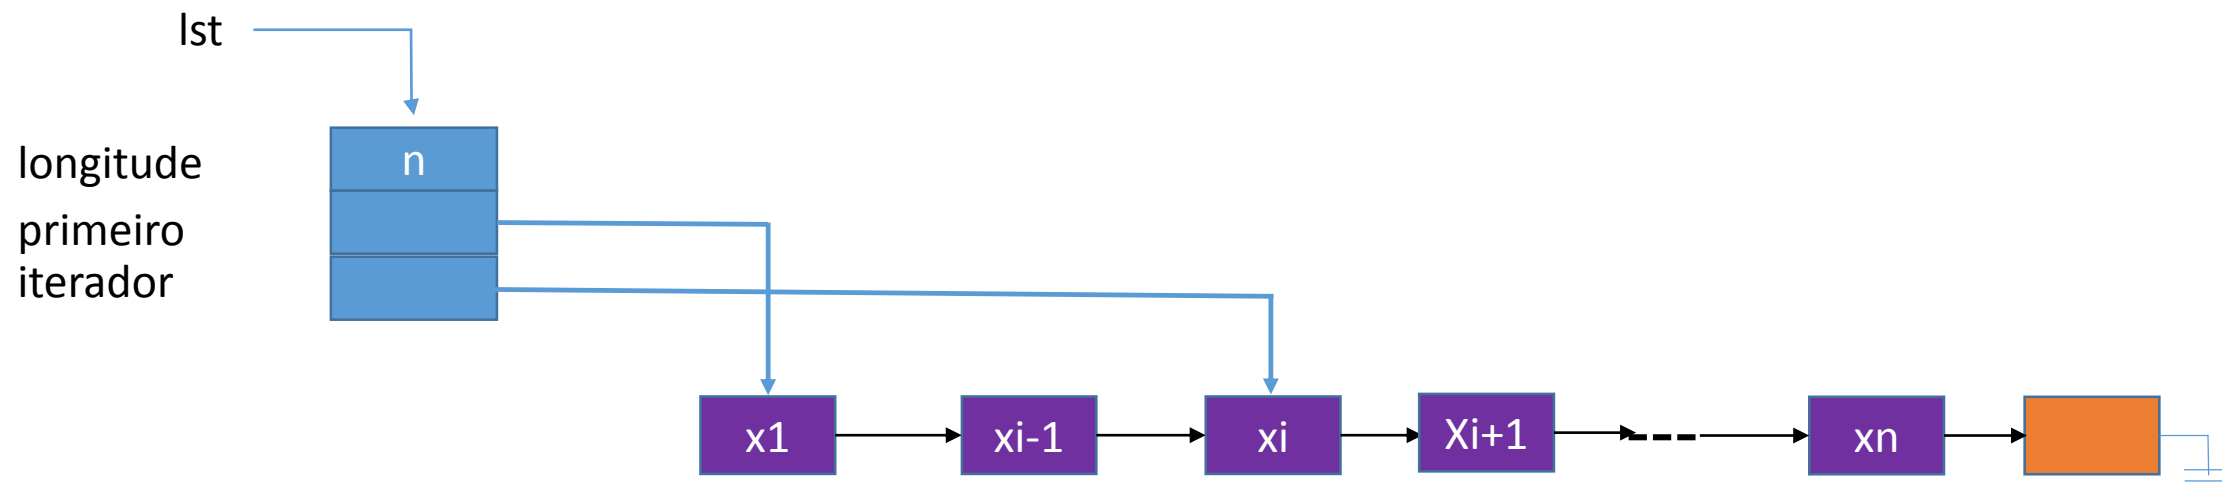 lst
longitude
n
primeiro
iterador
x1
xi-1
xi
Xi+1
xn